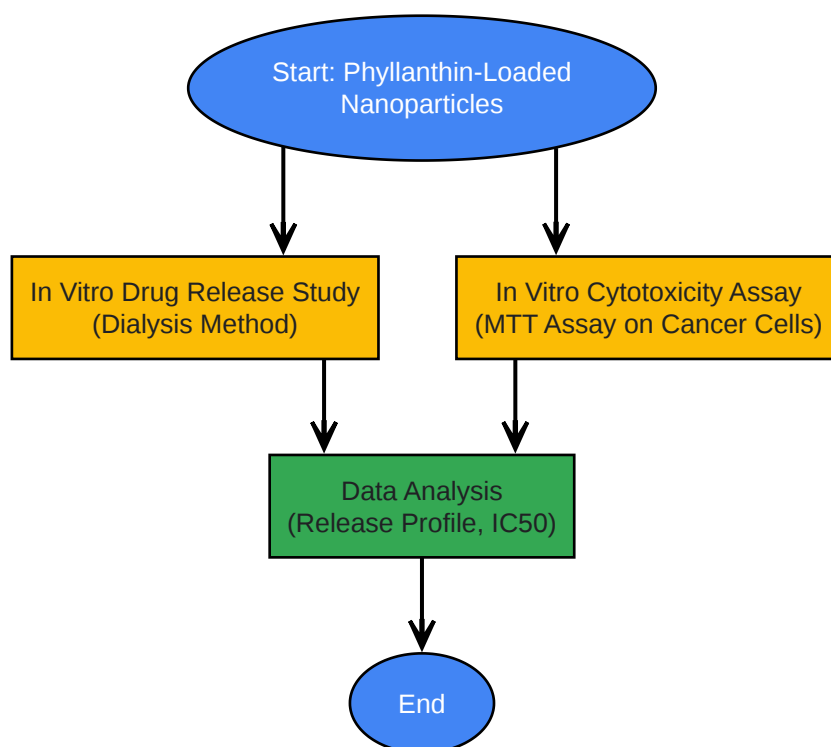 Start: Phyllanthin-Loaded
Nanoparticles
In Vitro Drug Release Study
(Dialysis Method)
In Vitro Cytotoxicity Assay
(MTT Assay on Cancer Cells)
Data Analysis
(Release Profile, IC50)
End